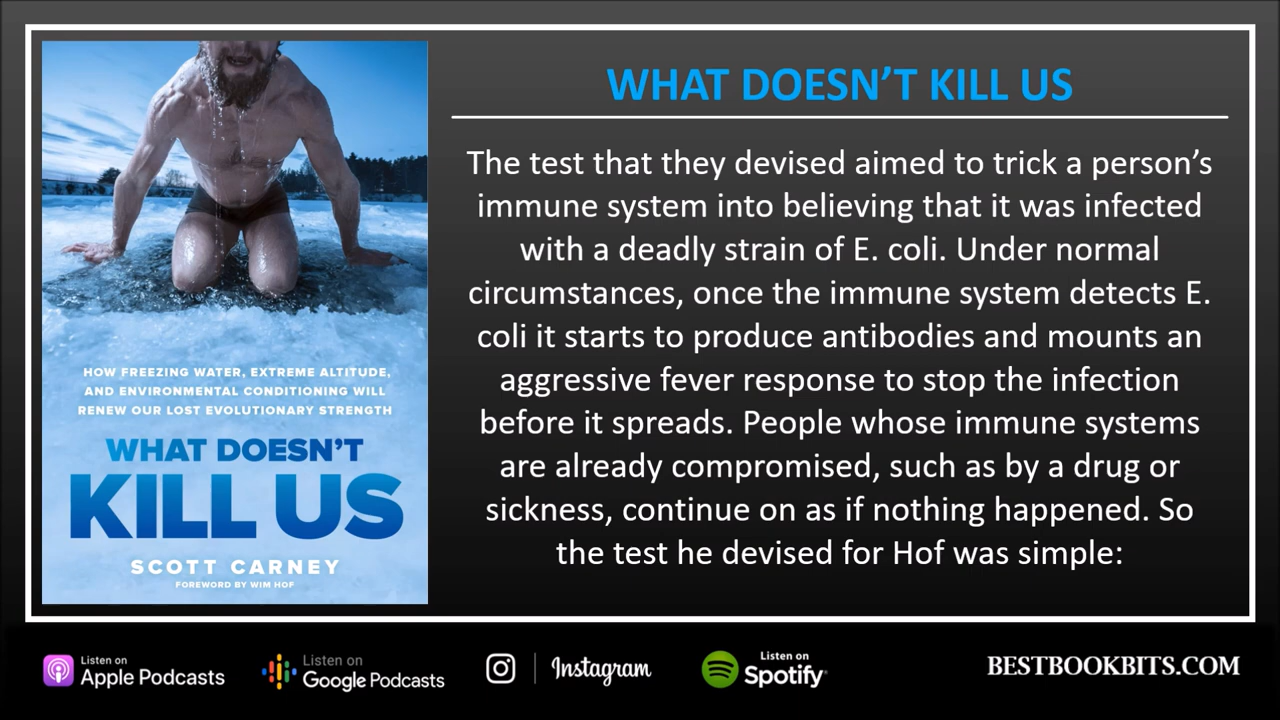 WHAT DOESN’T KILL US
The test that they devised aimed to trick a person’s
immune system into believing that it was infected
with a deadly strain of E. coli. Under normal
circumstances, once the immune system detects E.
coli it starts to produce antibodies and mounts an
aggressive fever response to stop the infection
before it spreads. People whose immune systems
are already compromised, such as by a drug or
sickness, continue on as if nothing happened. So
the test he devised for Hof was simple:
HOW FREEZING WATER, EXTREME ALTITUDE,
AND ENVIRONMENTAL CONDITIONING WILL
RENEW OUR LOST EVOLUTIONARY STRENGTH
WHAT DOESN’T
KILL US
SCOTT CARNEY
FOREWORD BY WIM HOF
Listen on
Apple Podcasts
Listen on
Google Podcasts
Instagram
Listen on
Spotify
BESTBOOKBITS.COM